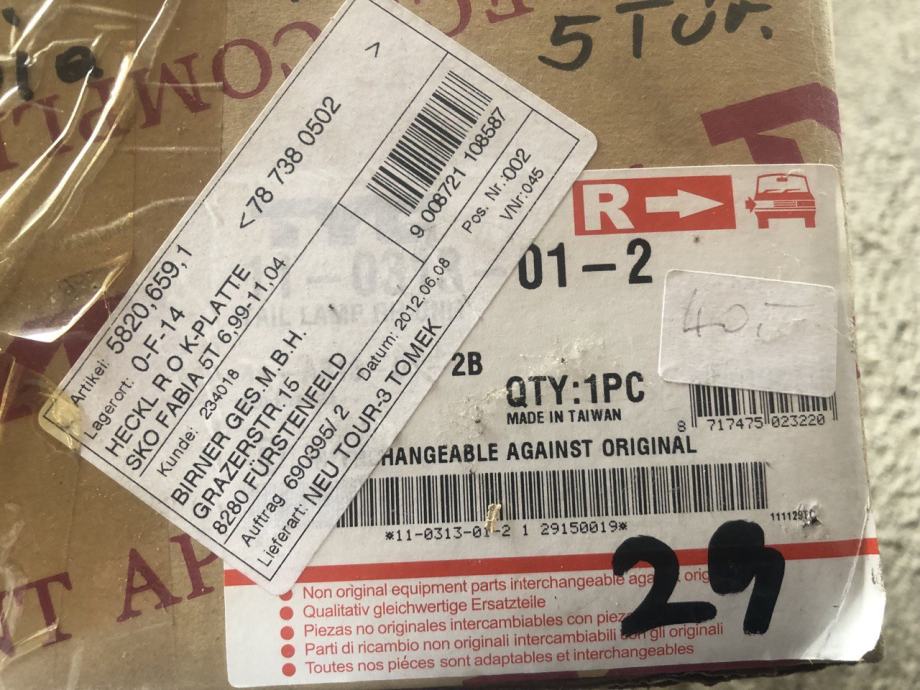 5 TÜR.
Artikel: 5820,659,1 <78 738 0502 >
Lagerort: 0-F-14
HECKL R O K-PLATTE
SKO FABIA 5T 6,99-11.04
9 008721 108587
Kunde: 234018
BIRNER GES.M.B.H.
GRAZERSTR. 15
8280 FÜRSTENFELD
Pos. Nr.:002
VNr:045
Auftrag 690395/ 2 Datum: 2012.06.08
Lieferart: NEU TOUR-3 TOMEK
R
01-2
40,-
2B
QTY:1PC
MADE IN TAIWAN
8 717475 023220
HANGEABLE AGAINST ORIGINAL
*11-0313-01-2 1 29150019*
29
Non original equipment parts interchangeable against orig
Qualitativ gleichwertige Ersatzteile
Piezas no originales intercambiables con piezas
Parti di ricambio non originali intercambiabili con gli originali
Toutes nos piéces sont adaptables et interchangeables